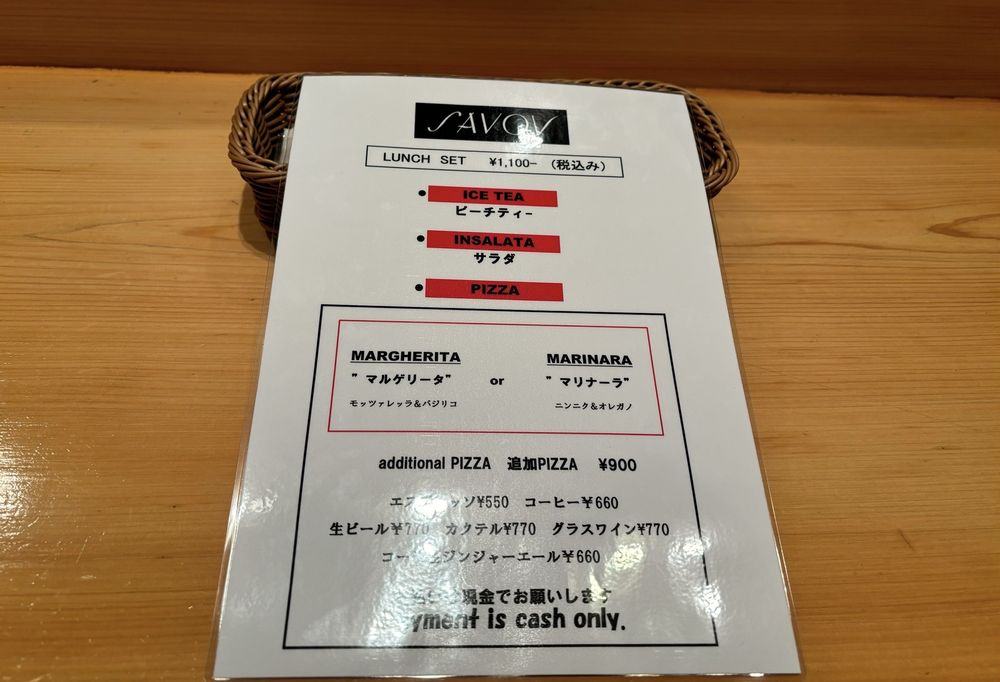 SAVOY
LUNCH SET ¥1,100- (税込み)
• ICE TEA
ピーチティー
• INSALATA
サラダ
• PIZZA
MARGHERITA MARINARA
"マルゲリータ" or "マリナーラ"
モッツァレッラ&バジリコ ニンニク&オレガノ
additional PIZZA 追加PIZZA ¥900
¥550 コーヒー¥660
生ビール¥770 カクテル¥770 グラスワイン¥770
ジンジャーエール¥660
現金でお願いします
is cash only.